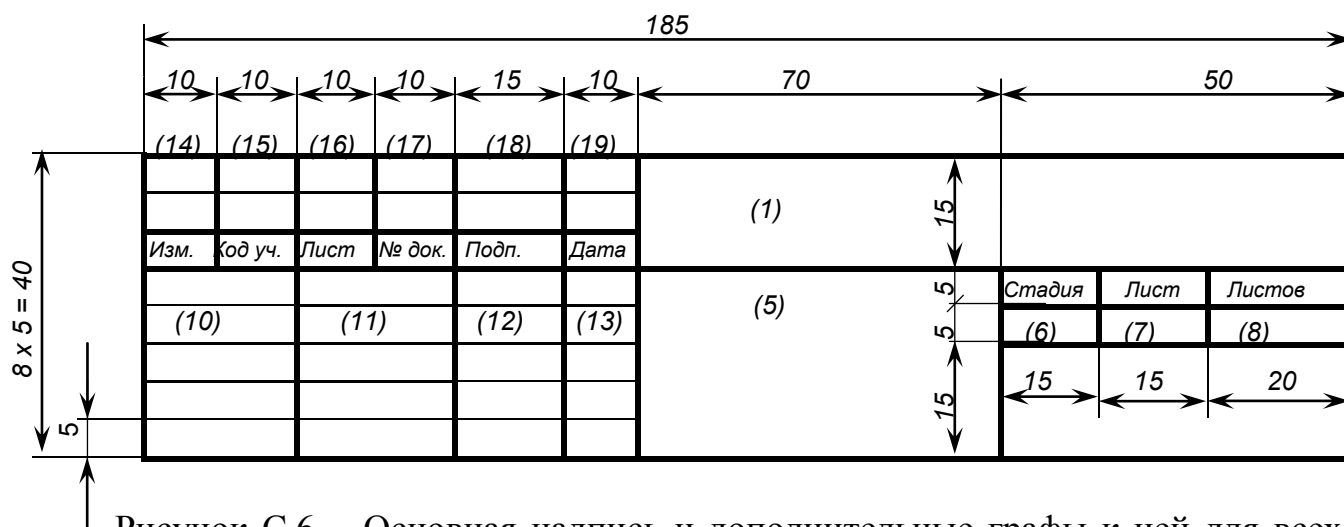 185
10 10 10 10 15 10 70 50
(14) (15) (16) (17) (18) (19)
(1)
15
Изм. Код уч. Лист № док. Подп. Дата
8 x 5 = 40
5
(5)
Стадия Лист Листов
(10) (11) (12) (13)
5
(6) (7) (8)
15 15 20
15
5
Рисунок С.6 – Основная надпись и дополнительные графы к ней для всех